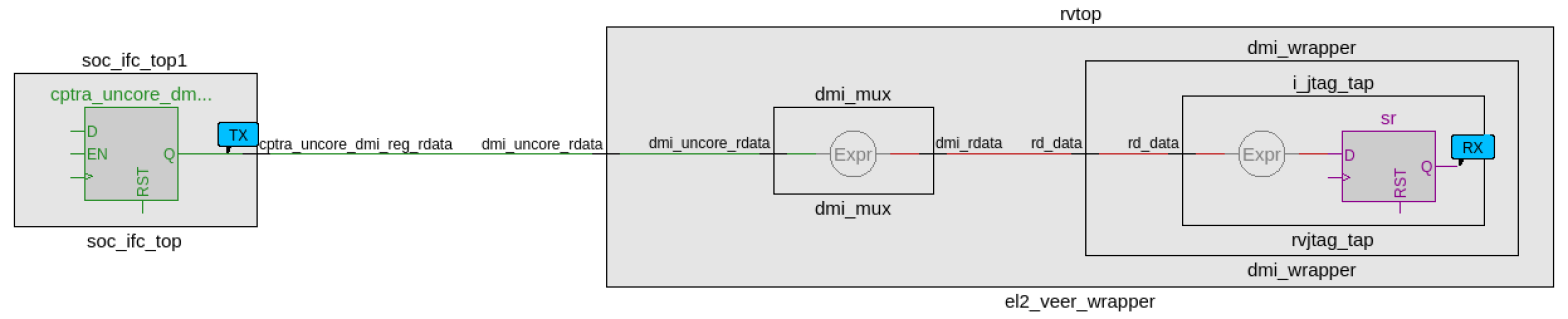 rvtop
soc_ifc_top1
dmi_wrapper
cptra_uncore_dm...
dmi_mux
i_jtag_tap
sr
D
EN
Q
RST
TX
cptra_uncore_dmi_reg_rdata
dmi_uncore_rdata
dmi_uncore_rdata
Expr
dmi_rdata
rd_data
rd_data
Expr
D
Q
RST
RX
soc_ifc_top
dmi_mux
rvjtag_tap
dmi_wrapper
el2_veer_wrapper